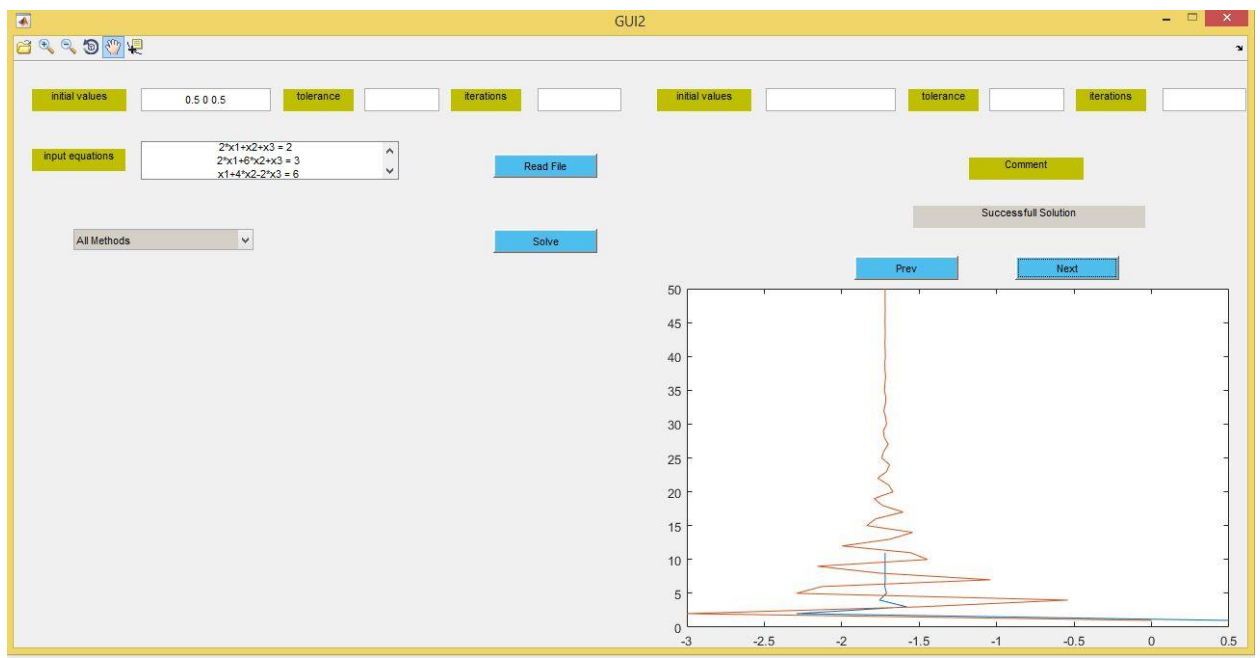 GUI2
initial values 0.5 0 0.5 tolerance iterations initial values tolerance iterations
input equations
2*x1+x2+x3 = 2
2*x1+6*x2+x3 = 3
x1+4*x2-2*x3 = 6
Read File
Comment
Successfull Solution
All Methods
Solve
Prev Next
50
45
40
35
30
25
20
15
10
5
0
-3 -2.5 -2 -1.5 -1 -0.5 0 0.5